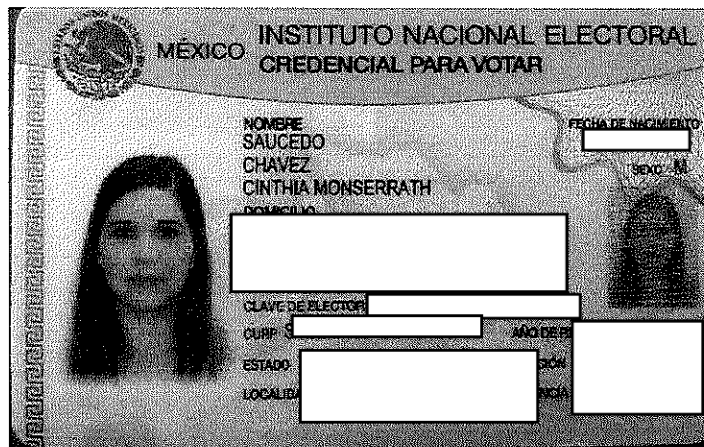 MÉXICO
INSTITUTO NACIONAL ELECTORAL
CREDENCIAL PARA VOTAR
NOMBRE
SAUCEDO
CHAVEZ
CINTHIA MONSERRATH
FECHA DE NACIMIENTO
SEXO M
DOMICILIO
CLAVE DE ELECTOR
CURP
AÑO DE
ESTADO